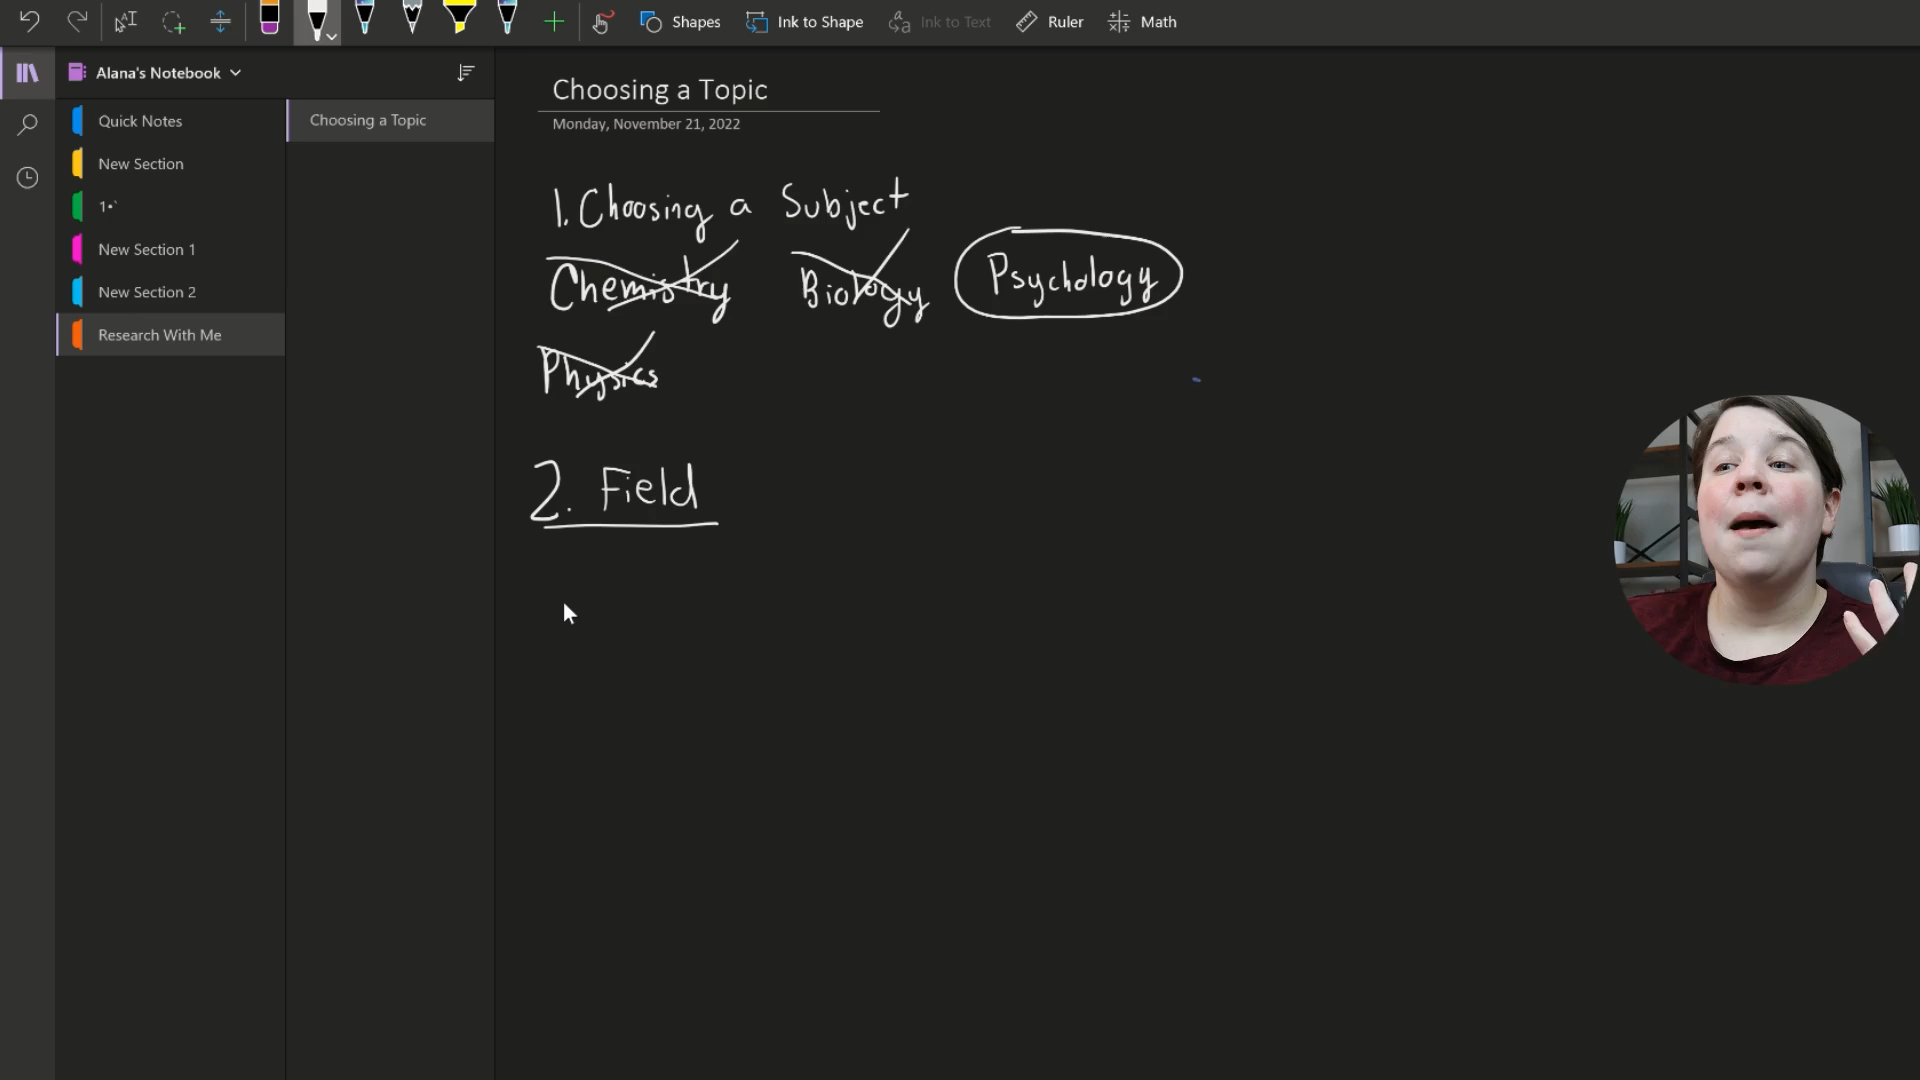 Shapes Ink to Shape Ink to Text Ruler Math
Alana's Notebook
Quick Notes
New Section
1•`
New Section 1
New Section 2
Research With Me
Choosing a Topic
Choosing a Topic
Monday, November 21, 2022
1. Choosing a Subject
Chemistry Biology Psychology
Physics
2. Field